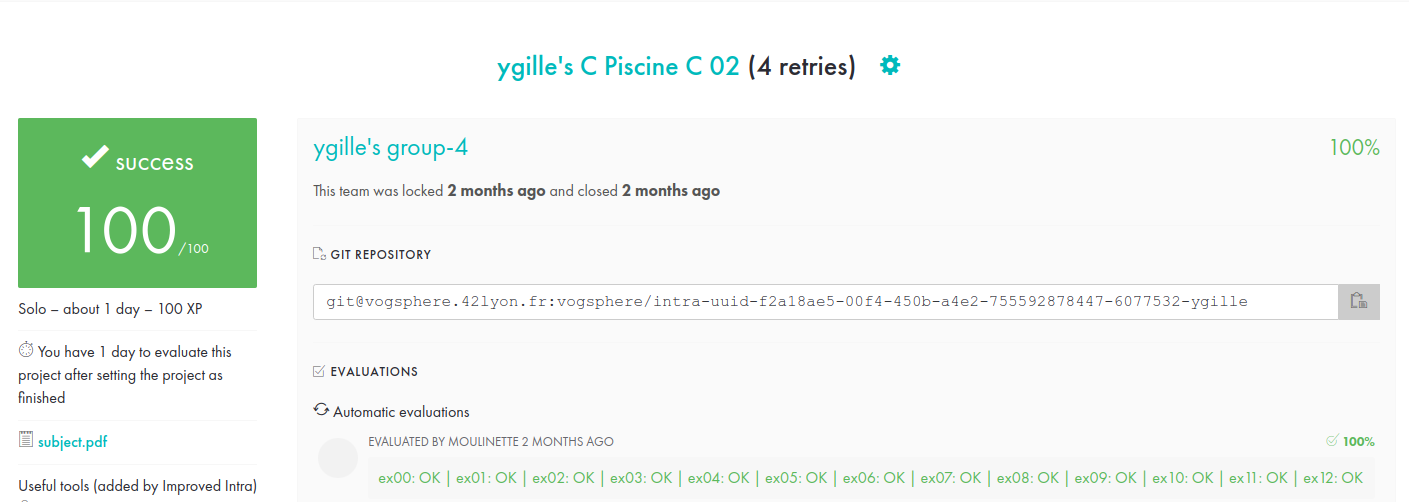 ygille's C Piscine C 02 (4 retries)
success
100/100
Solo – about 1 day – 100 XP
You have 1 day to evaluate this
project after setting the project as
finished
subject.pdf
Useful tools (added by Improved Intra)
ygille's group-4
100%
This team was locked 2 months ago and closed 2 months ago
GIT REPOSITORY
git@vogsphere.42lyon.fr:vogsphere/intra-uuid-f2a18ae5-00f4-450b-a4e2-755592878447-6077532-ygille
EVALUATIONS
Automatic evaluations
EVALUATED BY MOULINETTE 2 MONTHS AGO
100%
ex00: OK | ex01: OK | ex02: OK | ex03: OK | ex04: OK | ex05: OK | ex06: OK | ex07: OK | ex08: OK | ex09: OK | ex10: OK | ex11: OK | ex12: OK